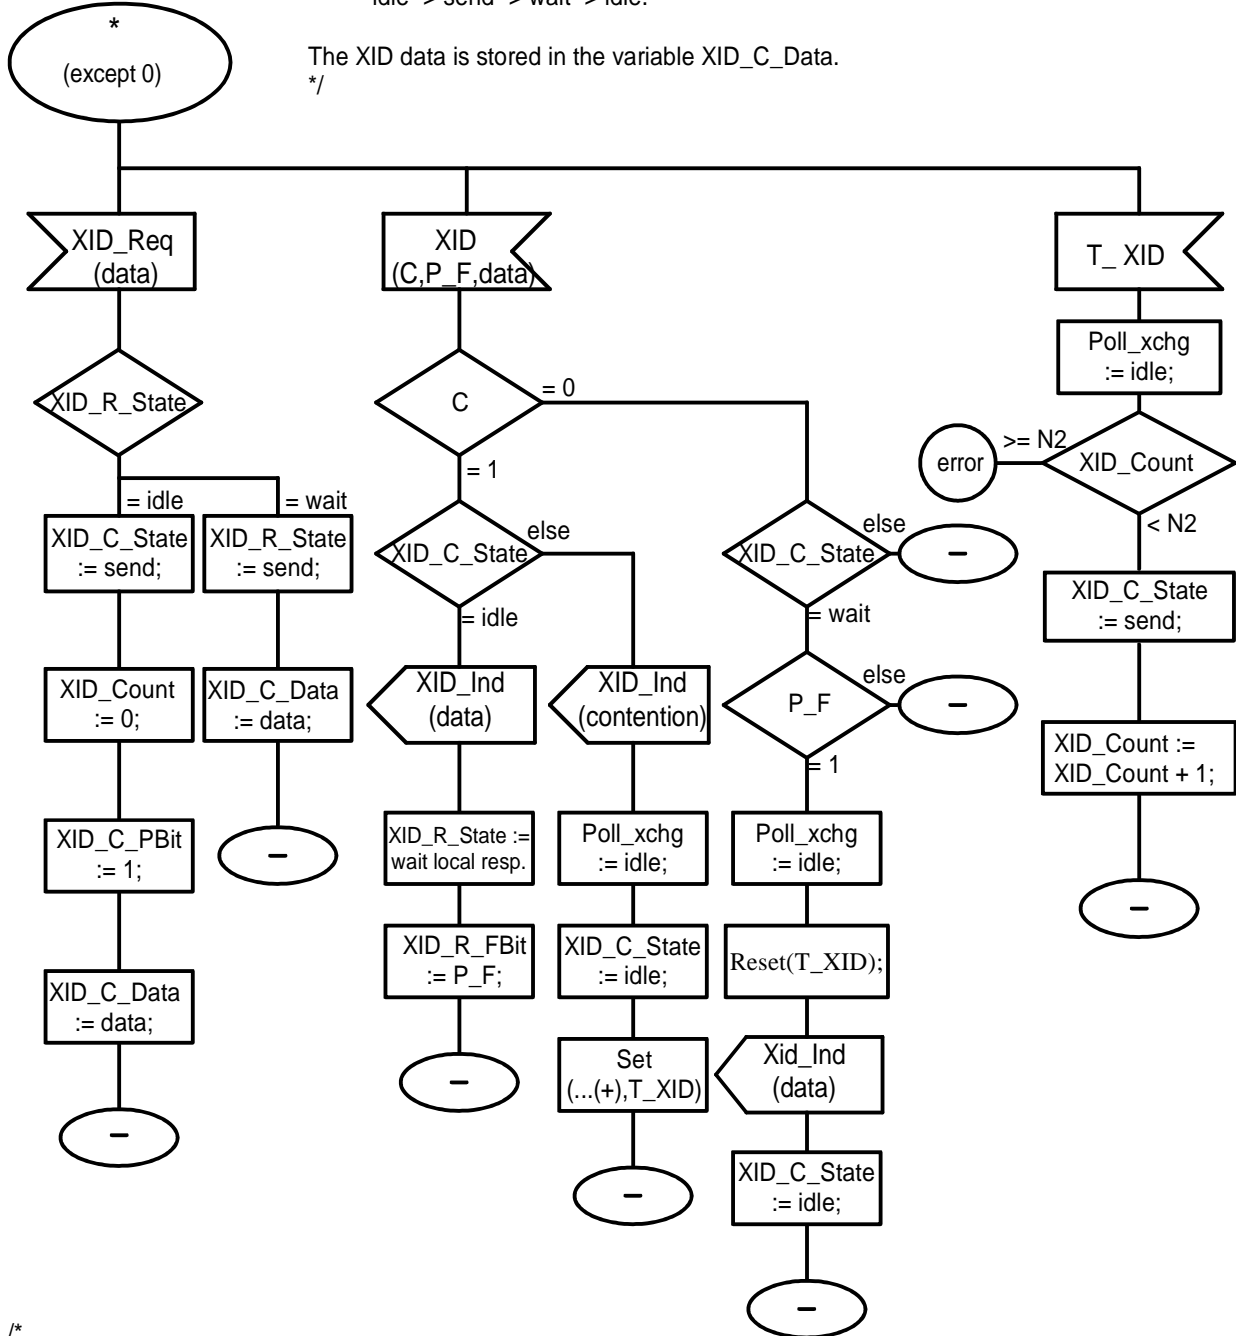 idle -> send -> wait -> idle.
The XID data is stored in the variable XID_C_Data.
*/
*
(except 0)
XID_Req
(data)
XID_R_State
= idle
= wait
XID_C_State
:= send;
XID_R_State
:= send;
XID_Count
:= 0;
XID_C_Data
:= data;
–
XID_C_PBit
:= 1;
XID_C_Data
:= data;
–
XID
(C,P_F,data)
C
= 0
= 1
XID_C_State
else
= idle
XID_Ind
(data)
XID_R_State :=
wait local resp.
XID_R_FBit
:= P_F;
–
XID_Ind
(contention)
Poll_xchg
:= idle;
XID_C_State
:= idle;
Set
(...(+),T_XID)
–
XID_C_State
else
–
= wait
P_F
else
–
= 1
Poll_xchg
:= idle;
Reset(T_XID);
Xid_Ind
(data)
XID_C_State
:= idle;
–
T_ XID
Poll_xchg
:= idle;
XID_Count
>= N2
error
< N2
XID_C_State
:= send;
XID_Count :=
XID_Count + 1;
–
/*